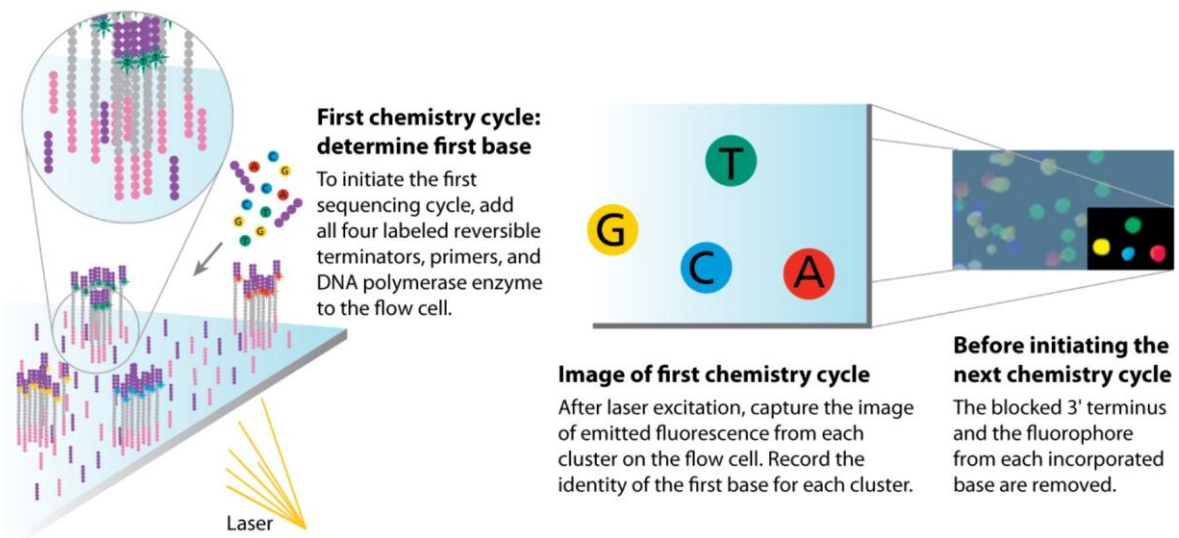 First chemistry cycle:
determine first base
To initiate the first
sequencing cycle, add
all four labeled reversible
terminators, primers, and
DNA polymerase enzyme
to the flow cell.
C
A
G
C
A
C
T
G
G
T
Laser
T
G
C
A
Image of first chemistry cycle
After laser excitation, capture the image
of emitted fluorescence from each
cluster on the flow cell. Record the
identity of the first base for each cluster.
Before initiating the
next chemistry cycle
The blocked 3' terminus
and the fluorophore
from each incorporated
base are removed.